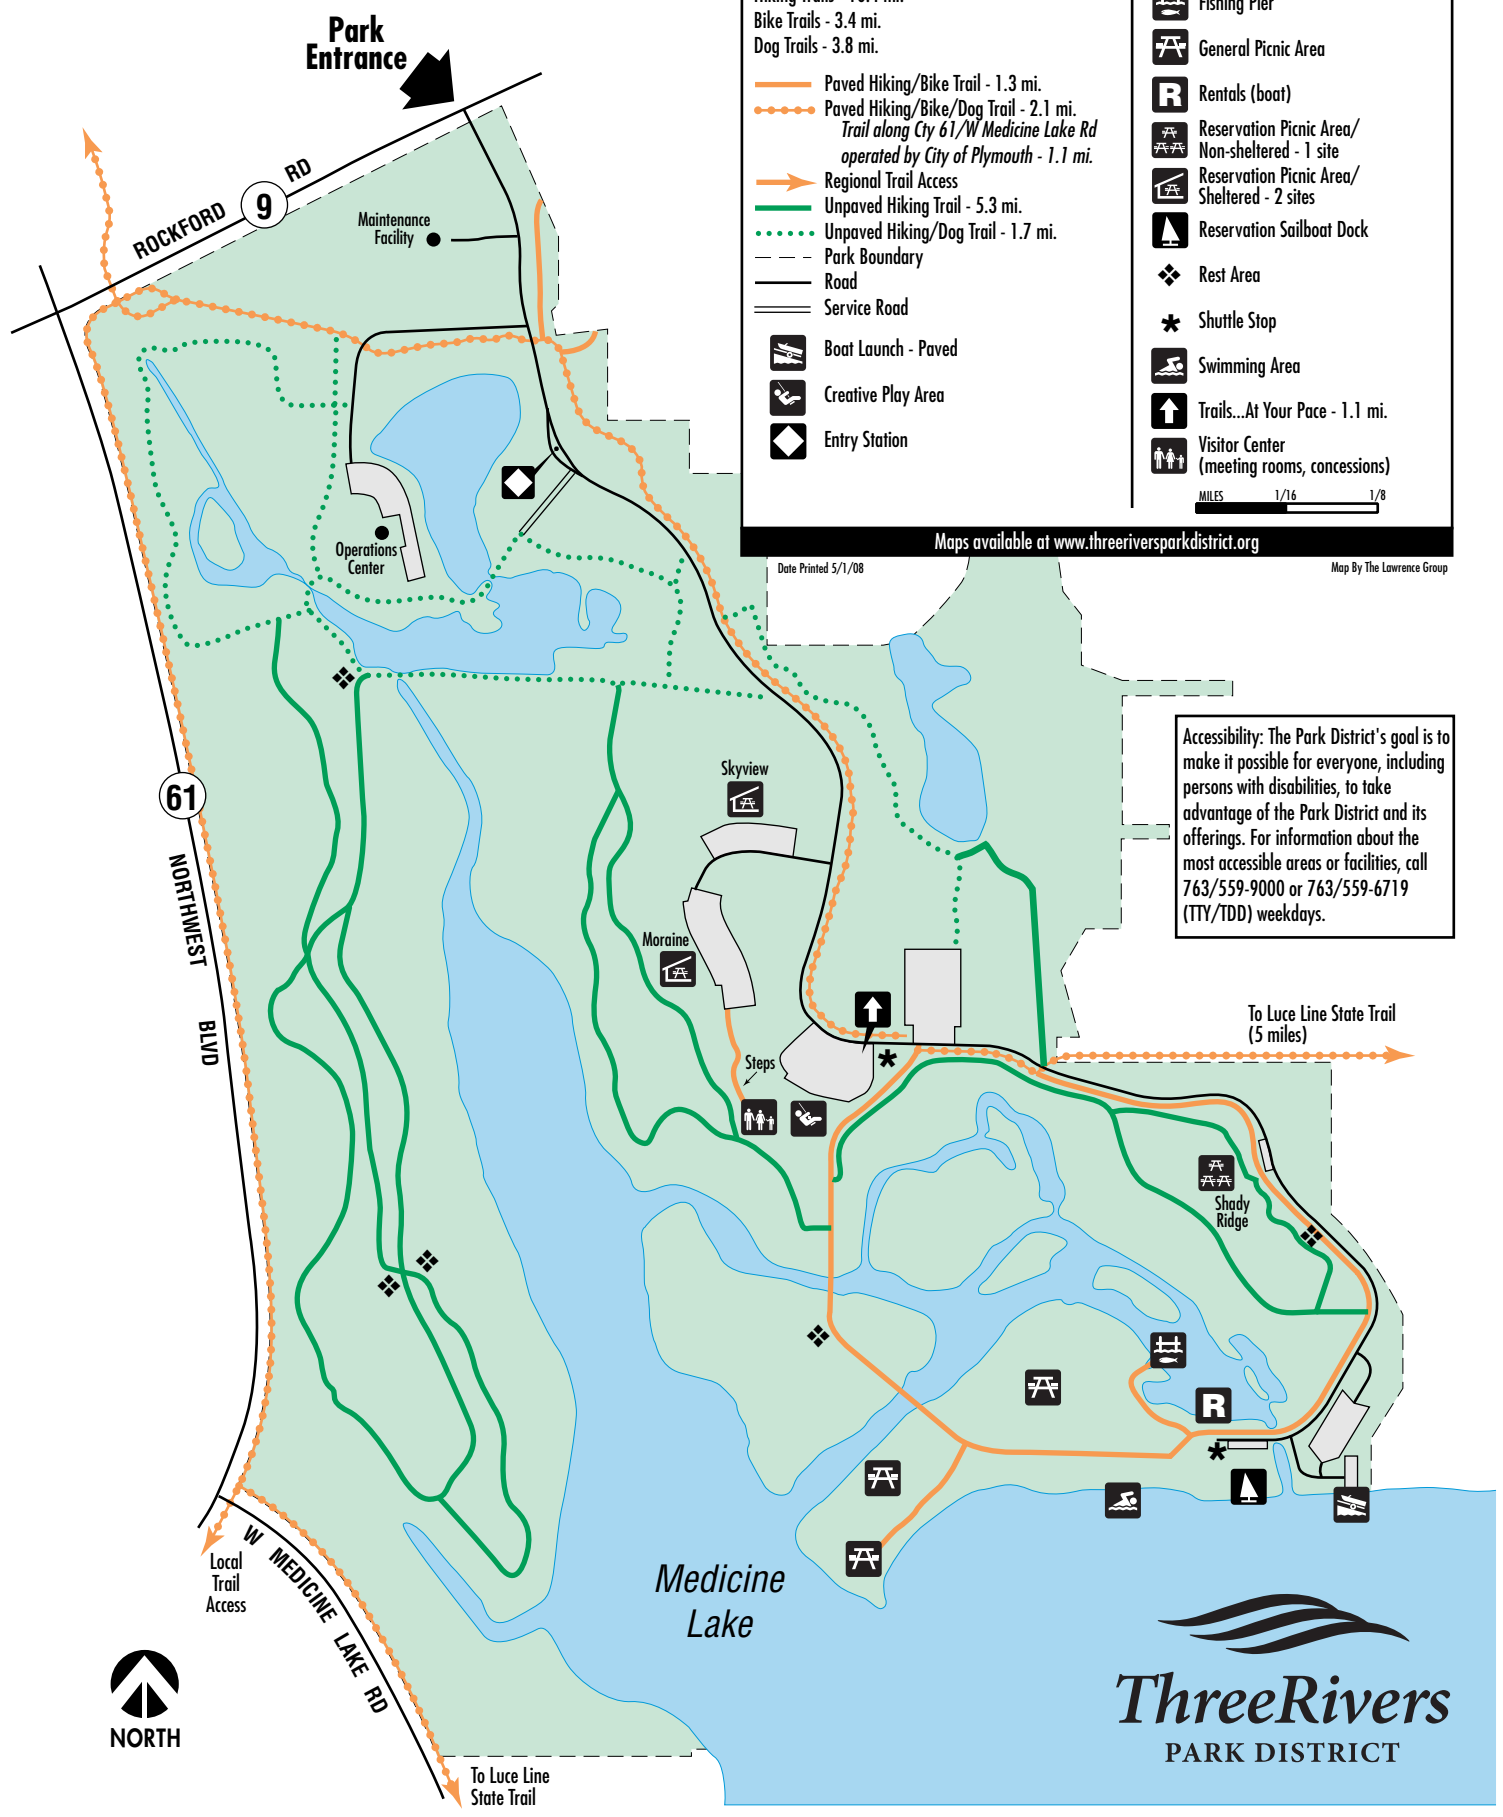 Park
Entrance
Bike Trails - 3.4 mi.
Dog Trails - 3.8 mi.
Paved Hiking/Bike Trail - 1.3 mi.
Paved Hiking/Bike/Dog Trail - 2.1 mi.
Trail along Cty 61/W Medicine Lake Rd
operated by City of Plymouth - 1.1 mi.
Regional Trail Access
Unpaved Hiking Trail - 5.3 mi.
Unpaved Hiking/Dog Trail - 1.7 mi.
Park Boundary
Road
Service Road
Boat Launch - Paved
Creative Play Area
Entry Station
Fishing Pier
General Picnic Area
R
Rentals (boat)
Reservation Picnic Area/
Non-sheltered - 1 site
Reservation Picnic Area/
Sheltered - 2 sites
Reservation Sailboat Dock
Rest Area
Shuttle Stop
Swimming Area
Trails...At Your Pace - 1.1 mi.
Visitor Center
(meeting rooms, concessions)
MILES 1/16 1/8
Maps available at www.threeriversparkdistrict.org
Date Printed 5/1/08
Map By The Lawrence Group
ROCKFORD 9 RD
Maintenance
Facility
Operations
Center
61
NORTHWEST BLVD
Skyview
Moraine
Steps
Accessibility: The Park District's goal is to
make it possible for everyone, including
persons with disabilities, to take
advantage of the Park District and its
offerings. For information about the
most accessible areas or facilities, call
763/559-9000 or 763/559-6719
(TTY/TDD) weekdays.
To Luce Line State Trail
(5 miles)
Shady
Ridge
R
Local
Trail
Access
W MEDICINE LAKE RD
Medicine
Lake
NORTH
To Luce Line
State Trail
ThreeRivers
PARK DISTRICT